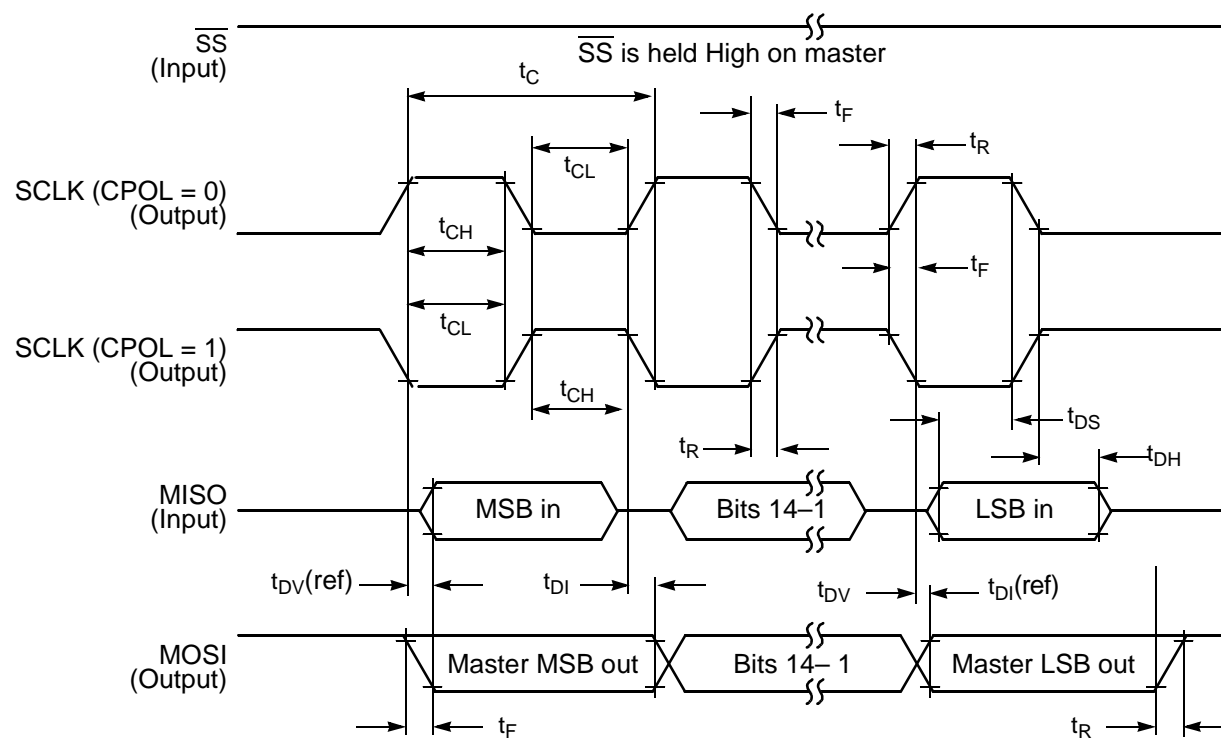 SS
(Input)
SS is held High on master
tC
tF
tR
tCL
SCLK (CPOL = 0)
(Output)
tCH
tF
tCL
SCLK (CPOL = 1)
(Output)
tCH
tDS
tR
tDH
MISO
(Input)
MSB in
Bits 14–1
LSB in
tDV(ref)
tDI
tDV
tDI(ref)
MOSI
(Output)
Master MSB out
Bits 14– 1
Master LSB out
tF
tR